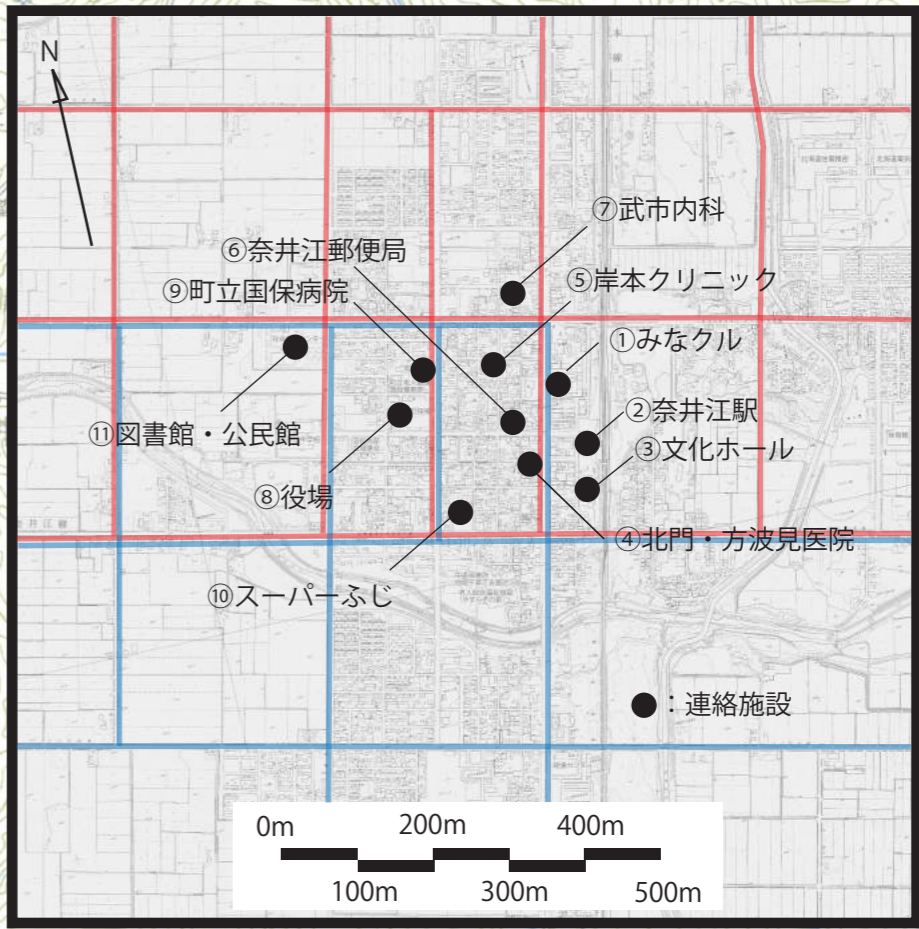 N
⑦武市内科
⑥奈井江郵便局
⑤岸本クリニック
⑨町立国保病院
①みなクル
②奈井江駅
⑪図書館・公民館
③文化ホール
⑧役場
④北門・方波見医院
⑩スーパーふじ
●：連絡施設
0m 200m 400m
100m 300m 500m